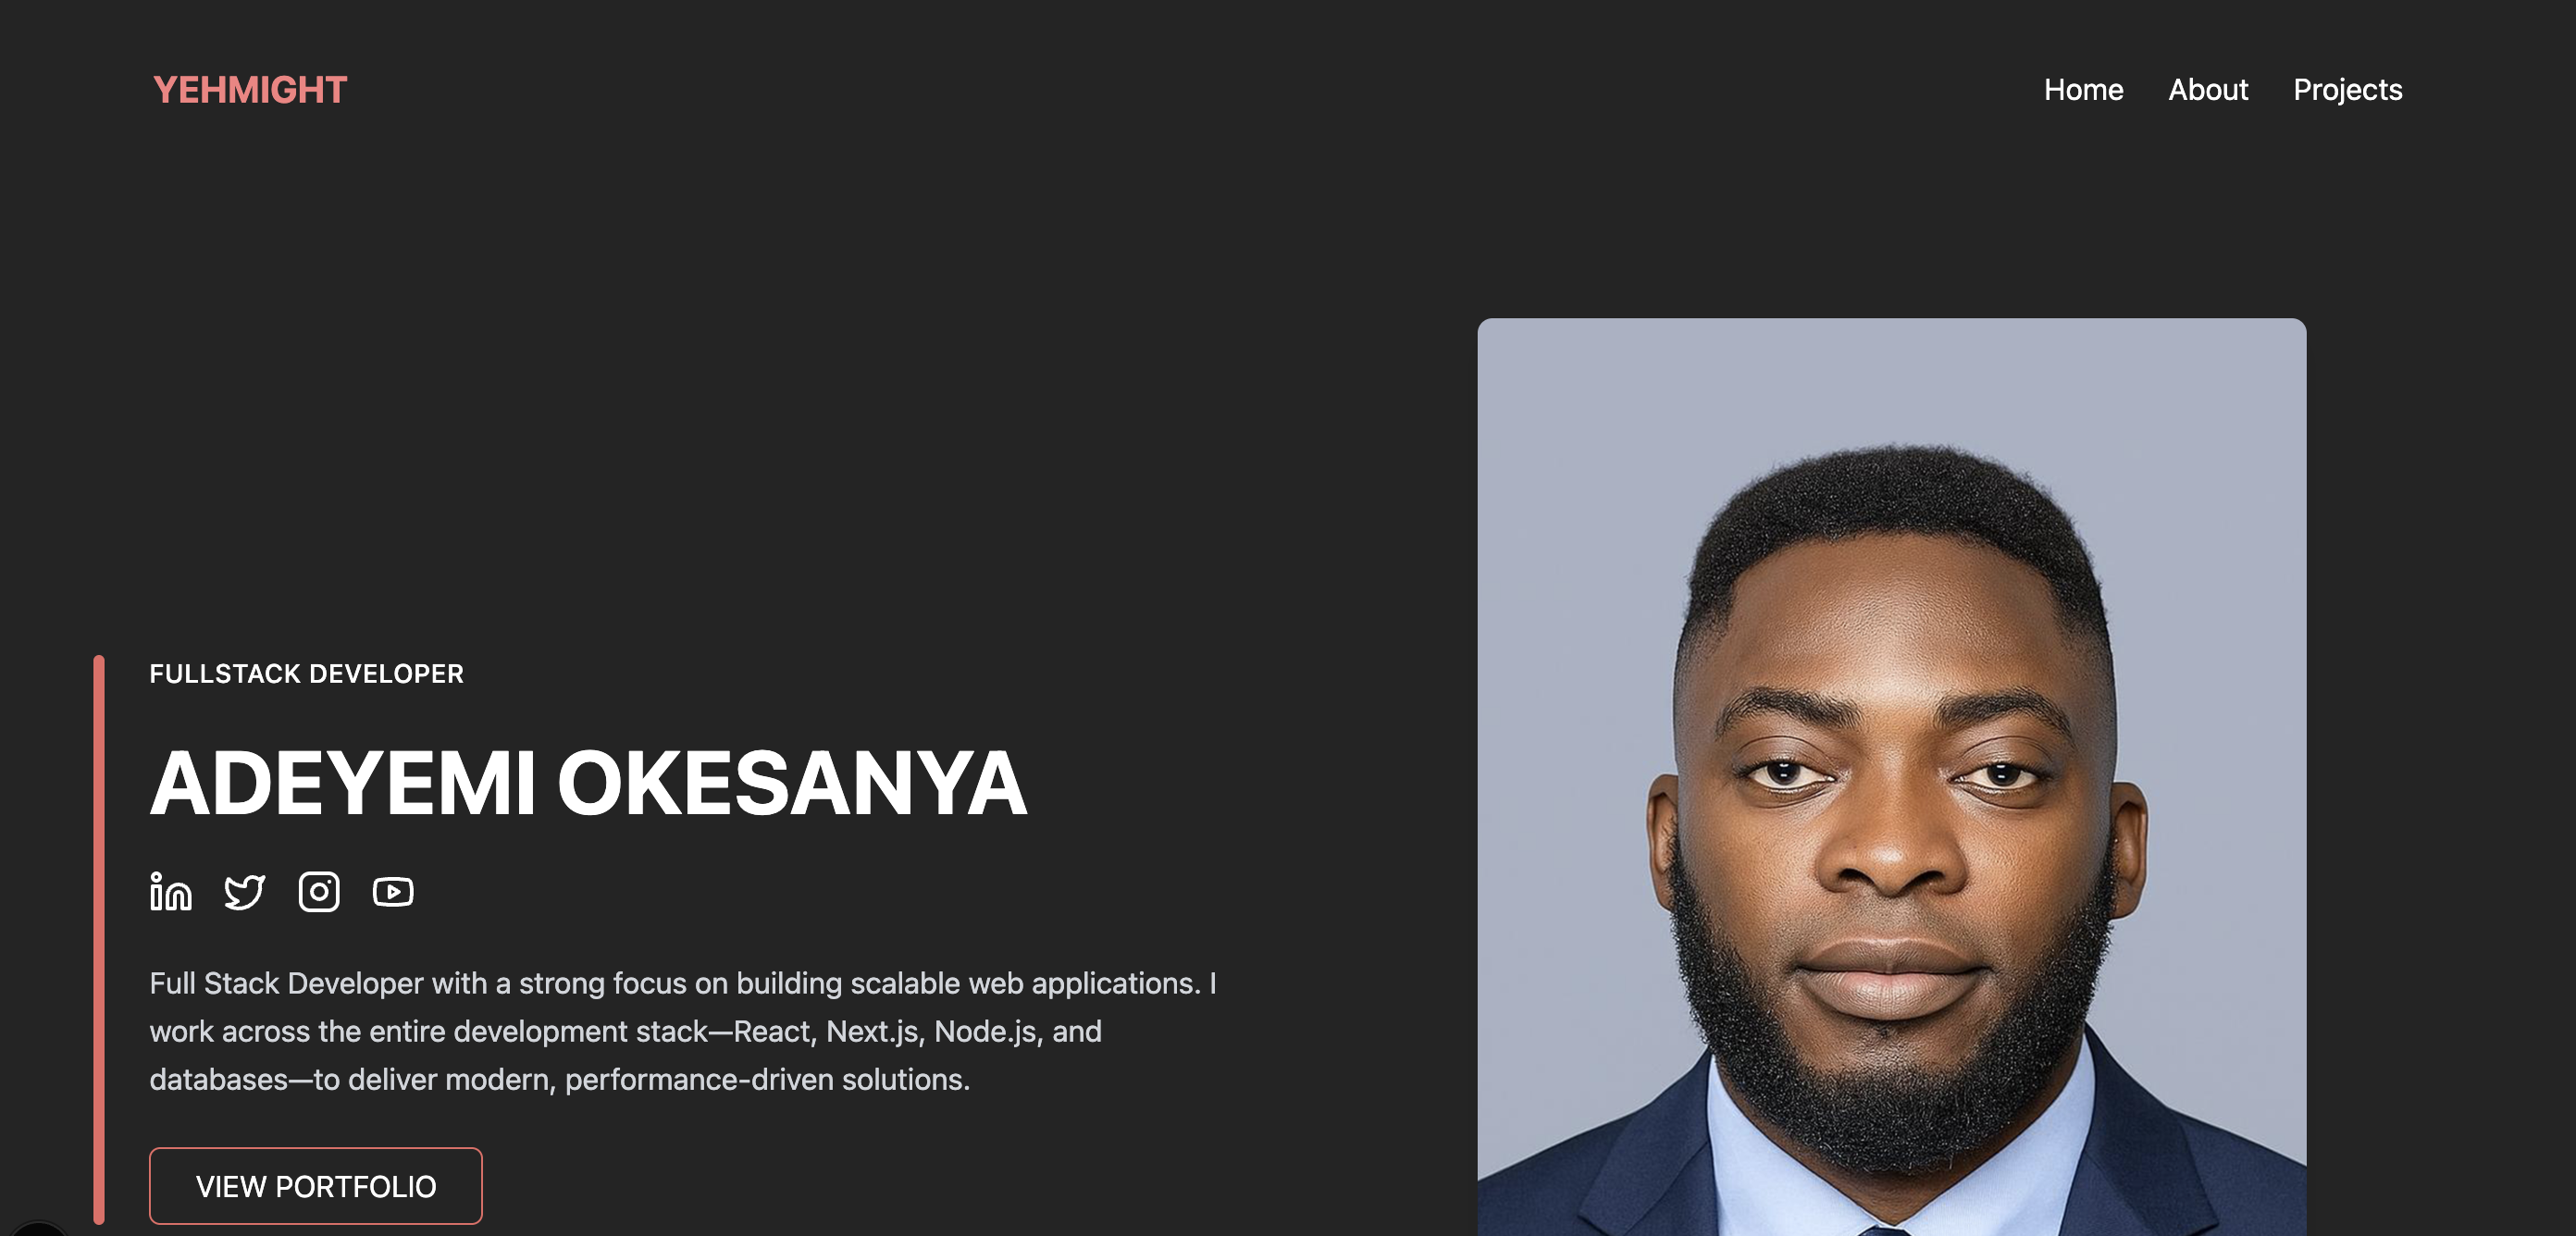 YEHMIGHT
Home About Projects
FULLSTACK DEVELOPER
ADEYEMI OKESANYA
Full Stack Developer with a strong focus on building scalable web applications. I
work across the entire development stack—React, Next.js, Node.js, and
databases—to deliver modern, performance-driven solutions.
VIEW PORTFOLIO